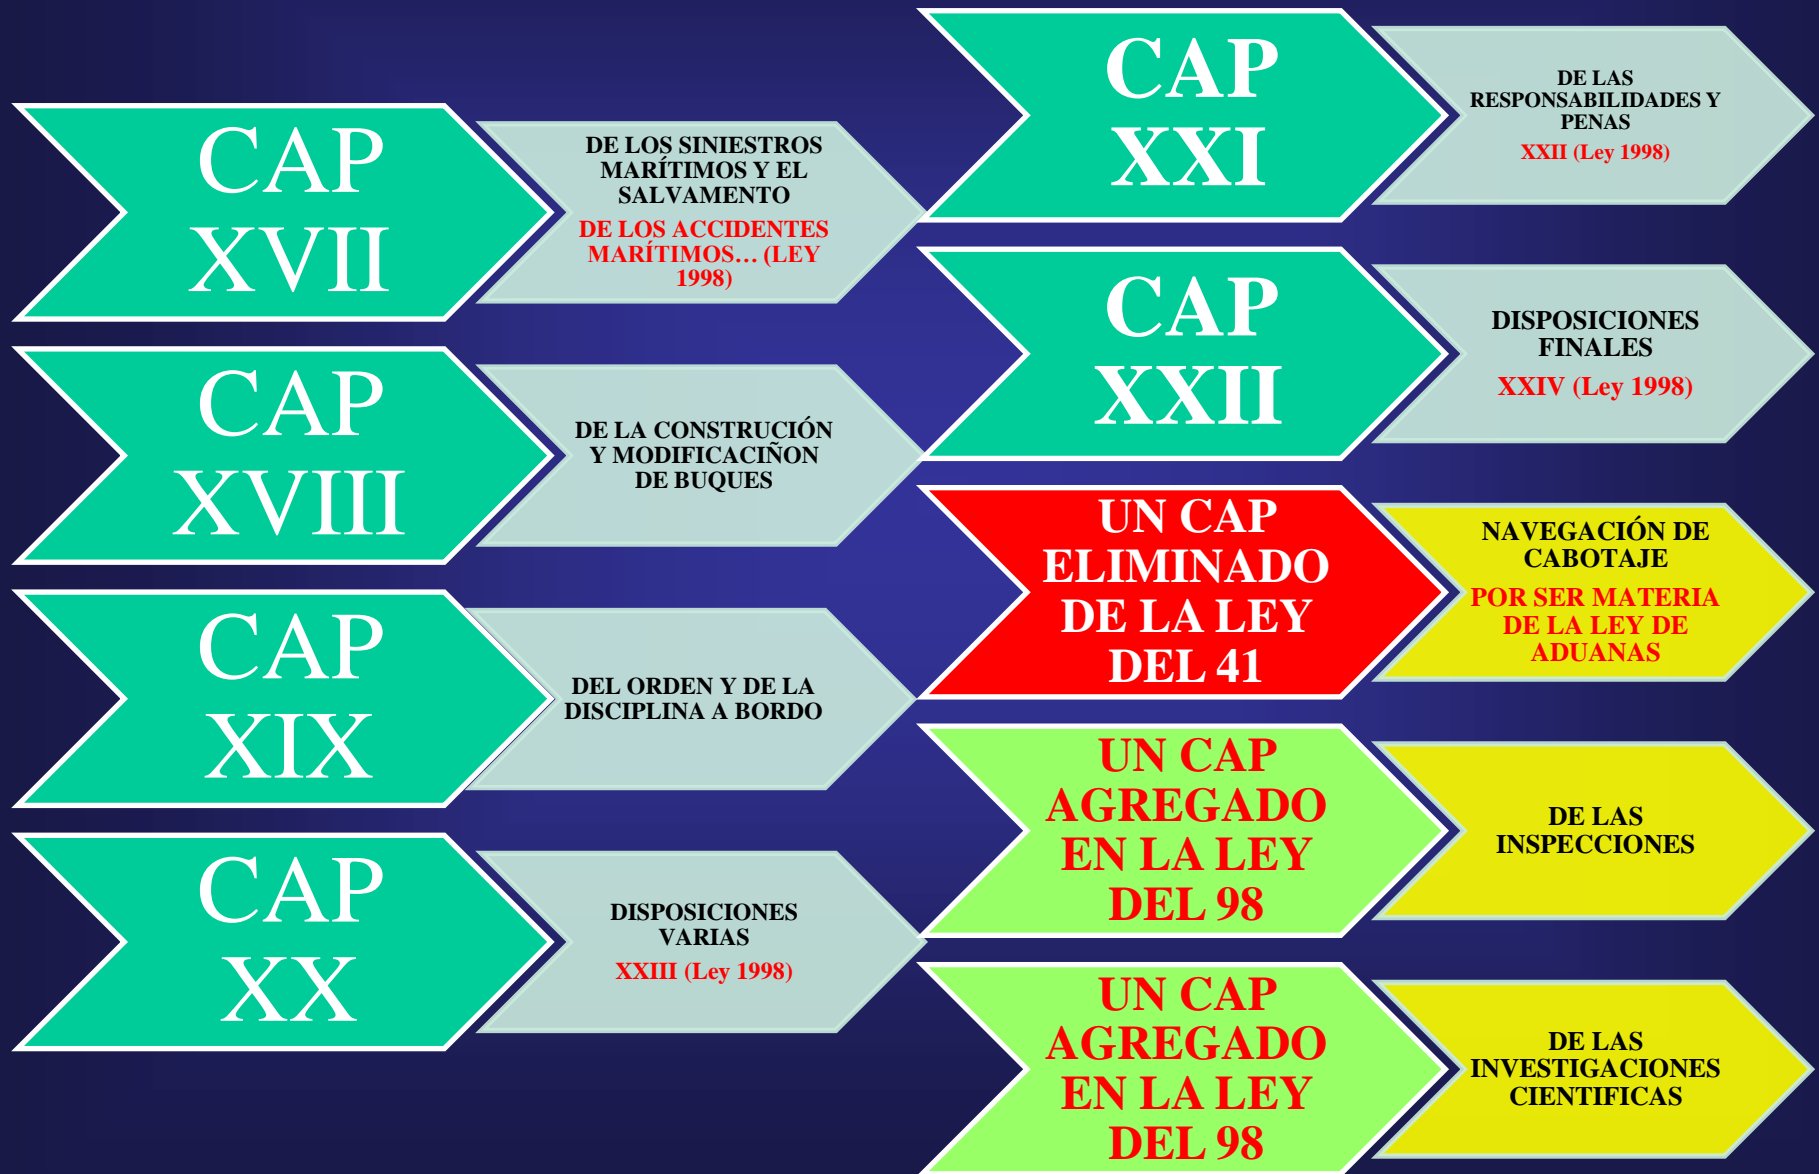 CAP
XVII
DE LOS SINIESTROS
MARÍTIMOS Y EL
SALVAMENTO
DE LOS ACCIDENTES
MARÍTIMOS… (LEY
1998)
CAP
XVIII
DE LA CONSTRUCIÓN
Y MODIFICACIÑON
DE BUQUES
CAP
XIX
DEL ORDEN Y DE LA
DISCIPLINA A BORDO
CAP
XX
DISPOSICIONES
VARIAS
XXIII (Ley 1998)
CAP
XXI
DE LAS
RESPONSABILIDADES Y
PENAS
XXII (Ley 1998)
CAP
XXII
DISPOSICIONES
FINALES
XXIV (Ley 1998)
UN CAP
ELIMINADO
DE LA LEY
DEL 41
NAVEGACIÓN DE
CABOTAJE
POR SER MATERIA
DE LA LEY DE
ADUANAS
UN CAP
AGREGADO
EN LA LEY
DEL 98
DE LAS
INSPECCIONES
UN CAP
AGREGADO
EN LA LEY
DEL 98
DE LAS
INVESTIGACIONES
CIENTIFICAS